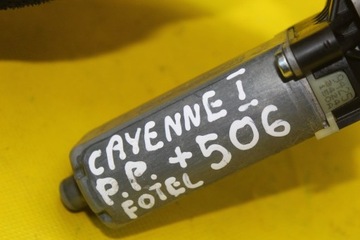 CAYENNE I
P.P. + 506
FOTEL